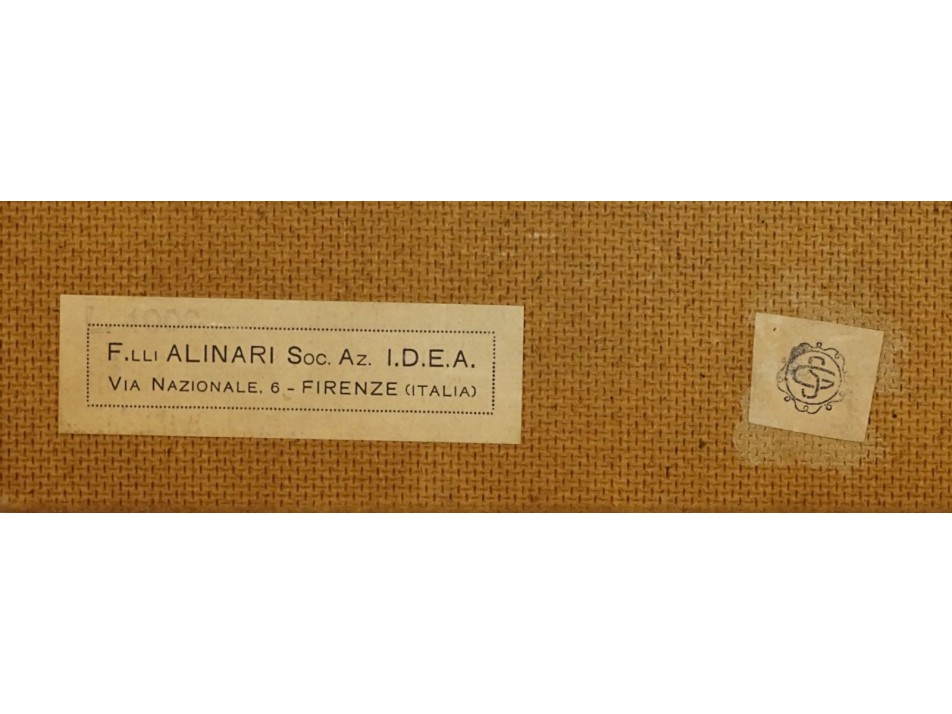 F.LLI ALINARI SOC. AZ. I.D.E.A.
VIA NAZIONALE, 6 - FIRENZE (ITALIA)